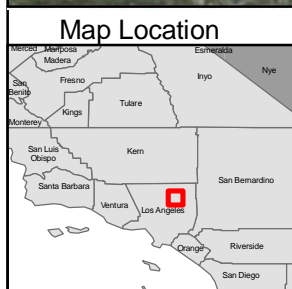 Map Location
Merced
Mariposa
Esmeralda
Madera
Nye
Inyo
Fresno
San
Benito
Tulare
Kings
Monterey
San Luis
Obispo
Kern
San Bernardino
Santa Barbara
Ventura
Los Angeles
Orange
Riverside
San Diego